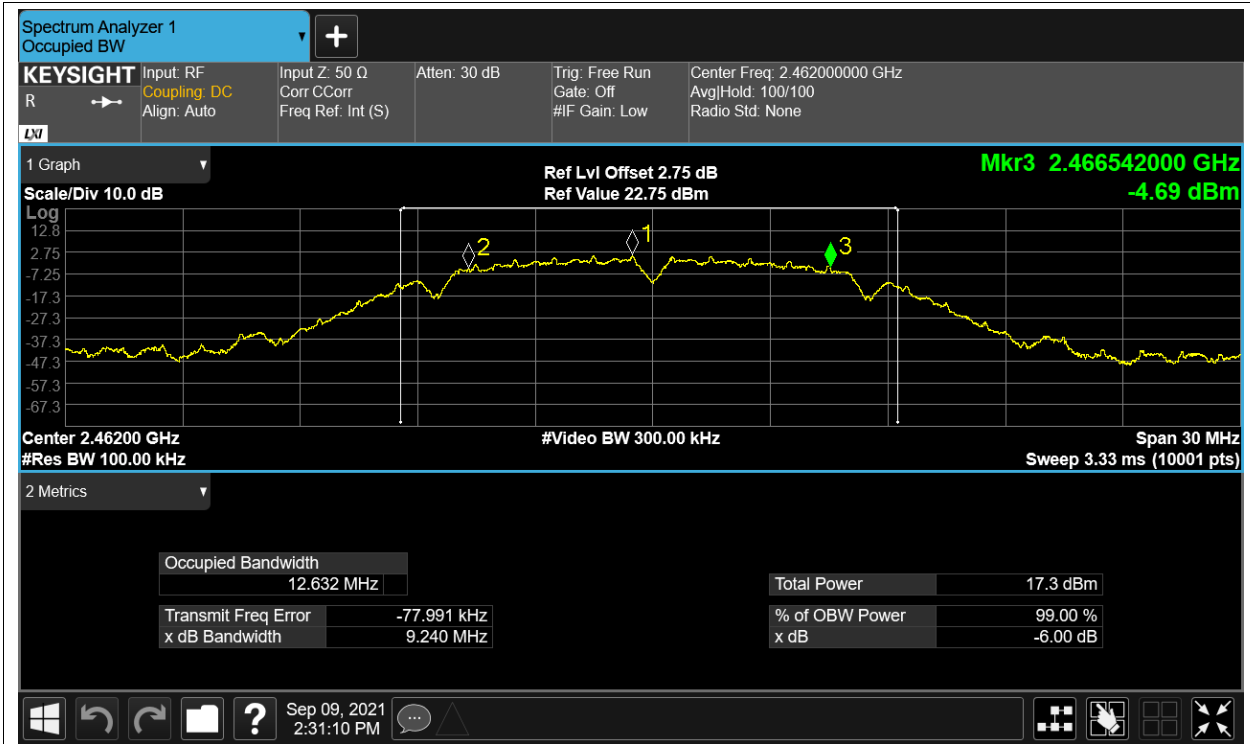 Spectrum Analyzer 1
Occupied BW
+
KEYSIGHT
R
LXI
Input: RF
Coupling: DC
Align: Auto
Input Z: 50 Ω
Corr CCorr
Freq Ref: Int (S)
Atten: 30 dB
Trig: Free Run
Gate: Off
#IF Gain: Low
Center Freq: 2.462000000 GHz
Avg|Hold: 100/100
Radio Std: None
1 Graph
Scale/Div 10.0 dB
Ref Lvl Offset 2.75 dB
Ref Value 22.75 dBm
Mkr3 2.466542000 GHz
-4.69 dBm
Log
12.8
2.75
-7.25
-17.3
-27.3
-37.3
-47.3
-57.3
-67.3
2
1
3
Center 2.46200 GHz
#Res BW 100.00 kHz
#Video BW 300.00 kHz
Span 30 MHz
Sweep 3.33 ms (10001 pts)
2 Metrics
Occupied Bandwidth
12.632 MHz
Transmit Freq Error -77.991 kHz
x dB Bandwidth 9.240 MHz
Total Power 17.3 dBm
% of OBW Power 99.00 %
x dB -6.00 dB
?
Sep 09, 2021
2:31:10 PM